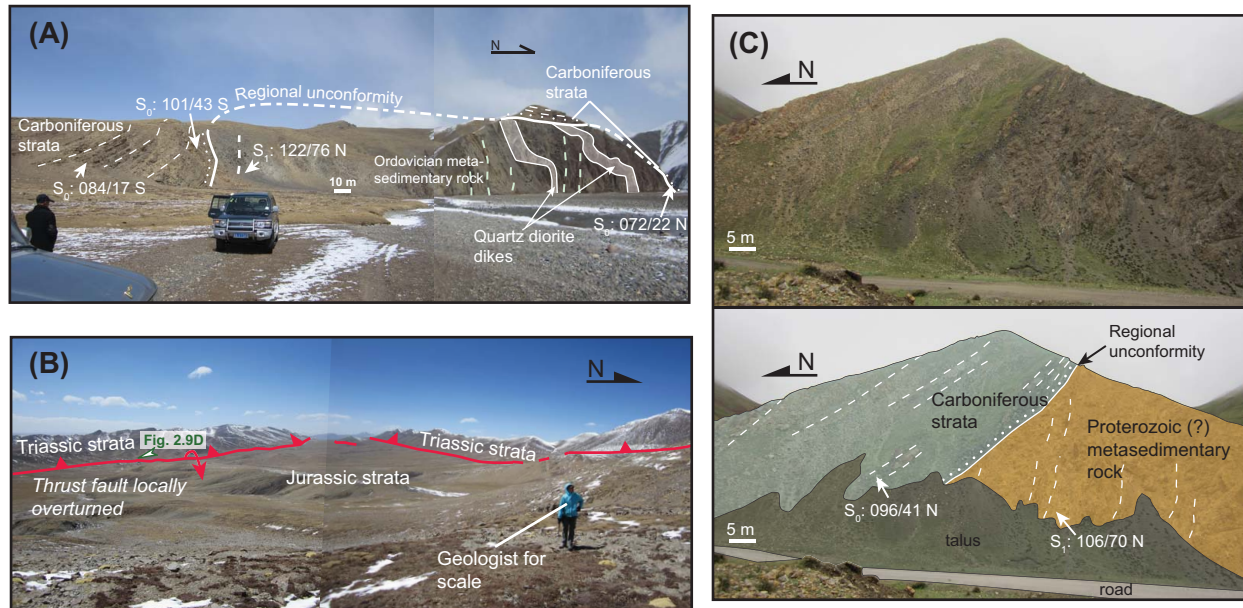 (A)
N
Carboniferous
strata
S0: 101/43 S
Regional unconformity
Carboniferous
strata
S1: 122/76 N
Ordovician meta-
sedimentary rock
10 m
S0: 084/17 S
S0: 072/22 N
Quartz diorite
dikes
(B)
N
Triassic strata
Fig. 2.9D
Triassic strata
Thrust fault locally
overturned
Jurassic strata
Geologist for
scale
(C)
N
5 m
N
Regional
unconformity
Carboniferous
strata
Proterozoic (?)
metasedimentary
rock
S0: 096/41 N
S1: 106/70 N
talus
5 m
road